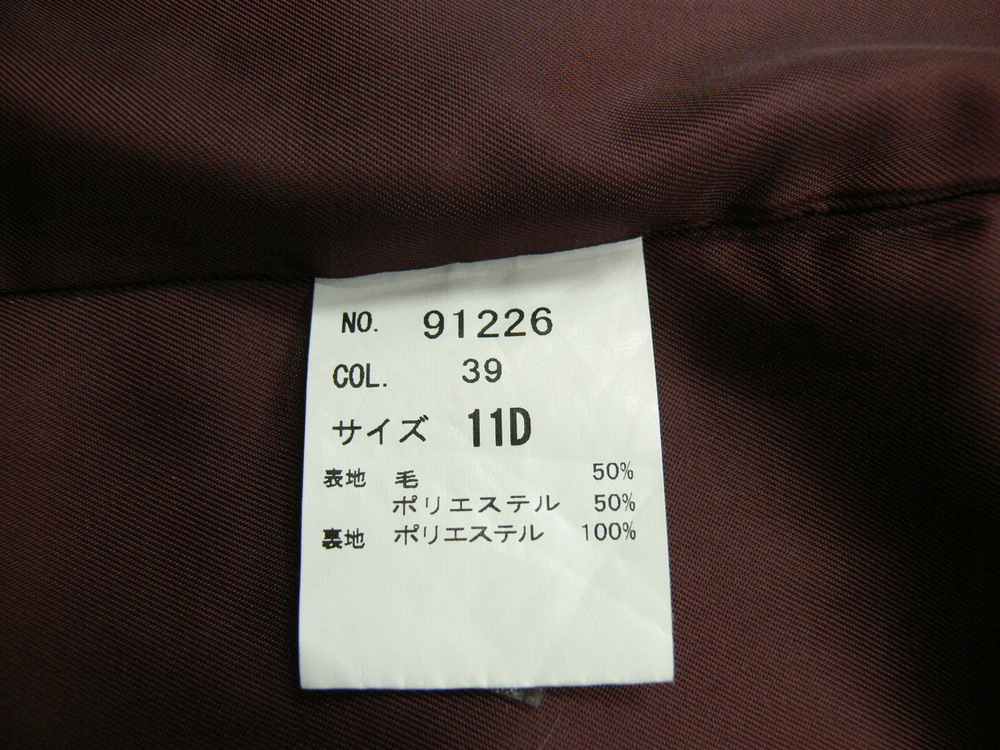 NO. 91226
COL. 39
サイズ 11D
表地 毛 50%
ポリエステル 50%
裏地 ポリエステル 100%